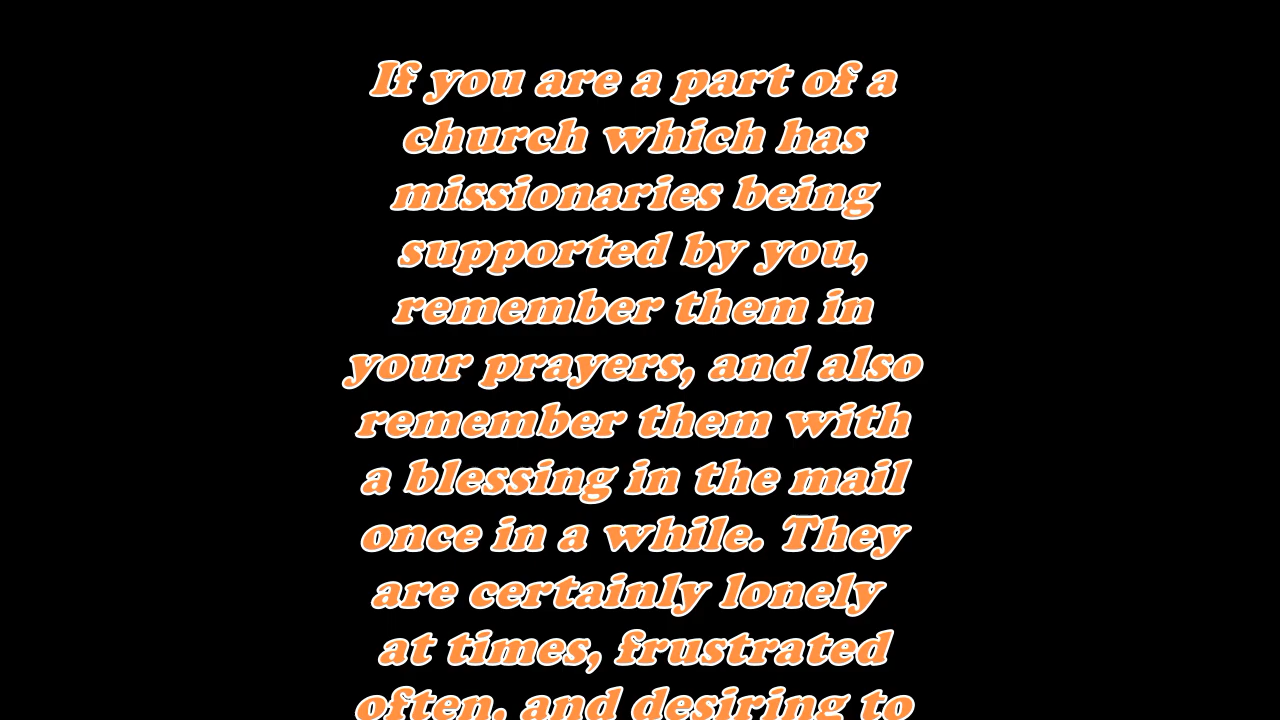 If you are a part of a
church which has
missionaries being
supported by you,
remember them in
your prayers, and also
remember them with
a blessing in the mail
once in a while. They
are certainly lonely
at times, frustrated
often, and desiring to